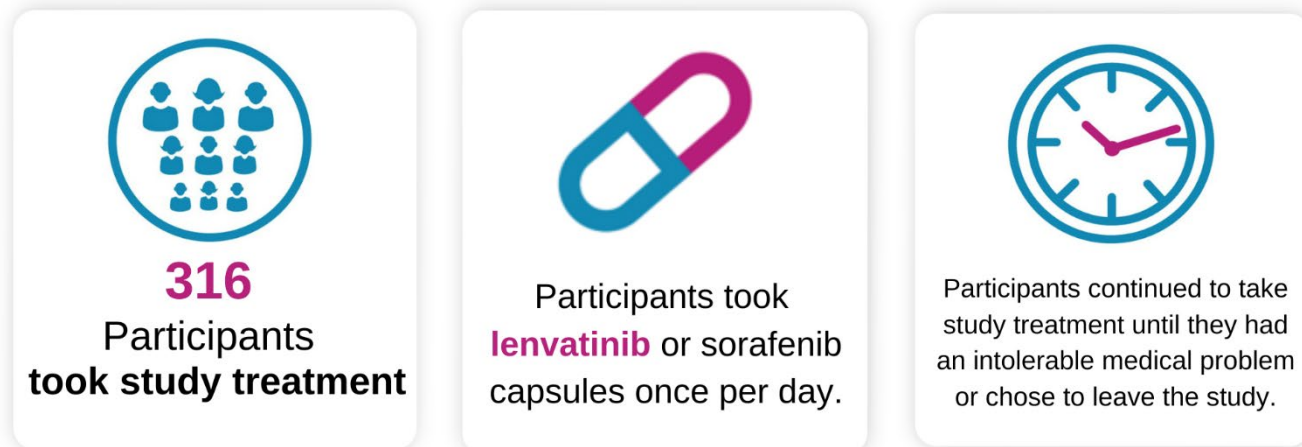 316
Participants
took study treatment
Participants took
lenvatinib or sorafenib
capsules once per day.
Participants continued to take
study treatment until they had
an intolerable medical problem
or chose to leave the study.